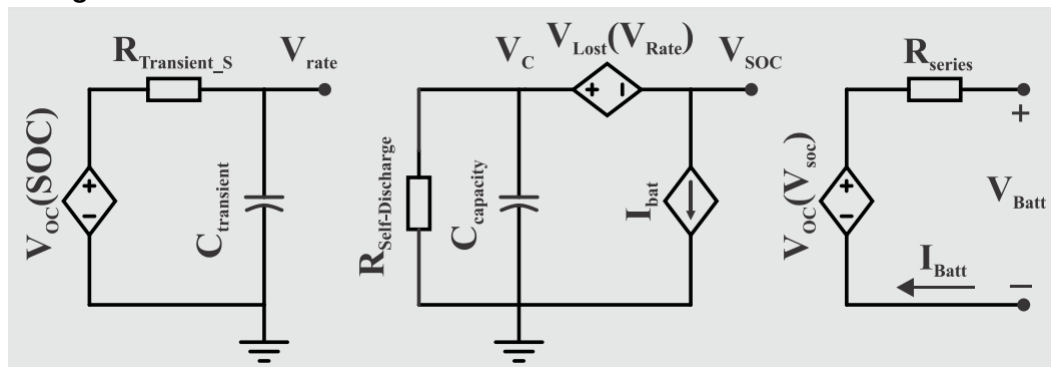 R_Transient_S
V_rate
V_OC(SOC)
+
−
C_transient
V_C
V_Lost(V_Rate)
V_SOC
+ −
R_Self-Discharge
C_capacity
I_bat
R_series
+
V_OC(V_soc)
+
−
V_Batt
I_Batt
−